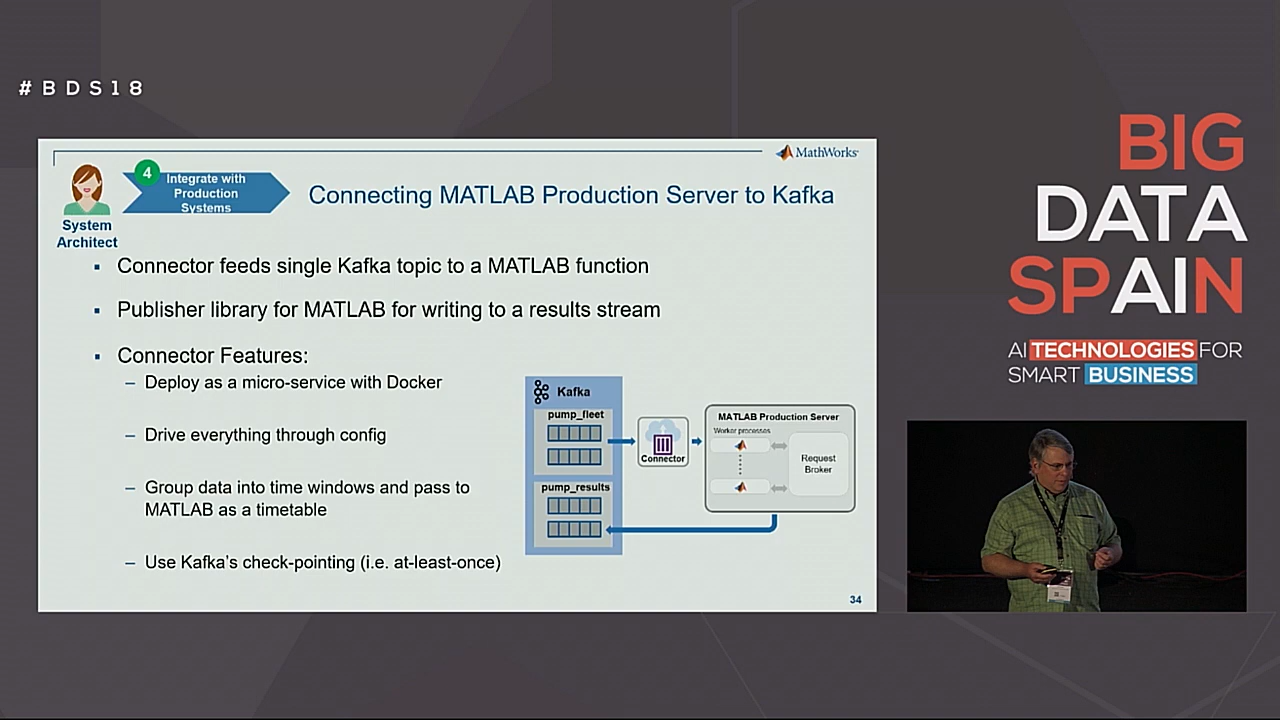 #BDS18
MathWorks
4
Integrate with
Production
Systems
System
Architect
Connecting MATLAB Production Server to Kafka
▪ Connector feeds single Kafka topic to a MATLAB function
▪ Publisher library for MATLAB for writing to a results stream
▪ Connector Features:
– Deploy as a micro-service with Docker
– Drive everything through config
– Group data into time windows and pass to
MATLAB as a timetable
– Use Kafka's check-pointing (i.e. at-least-once)
Kafka
pump_fleet
pump_results
Connector
MATLAB Production Server
Worker processes
Request
Broker
34
BIG
DATA
SPAIN
AI TECHNOLOGIES FOR
SMART BUSINESS